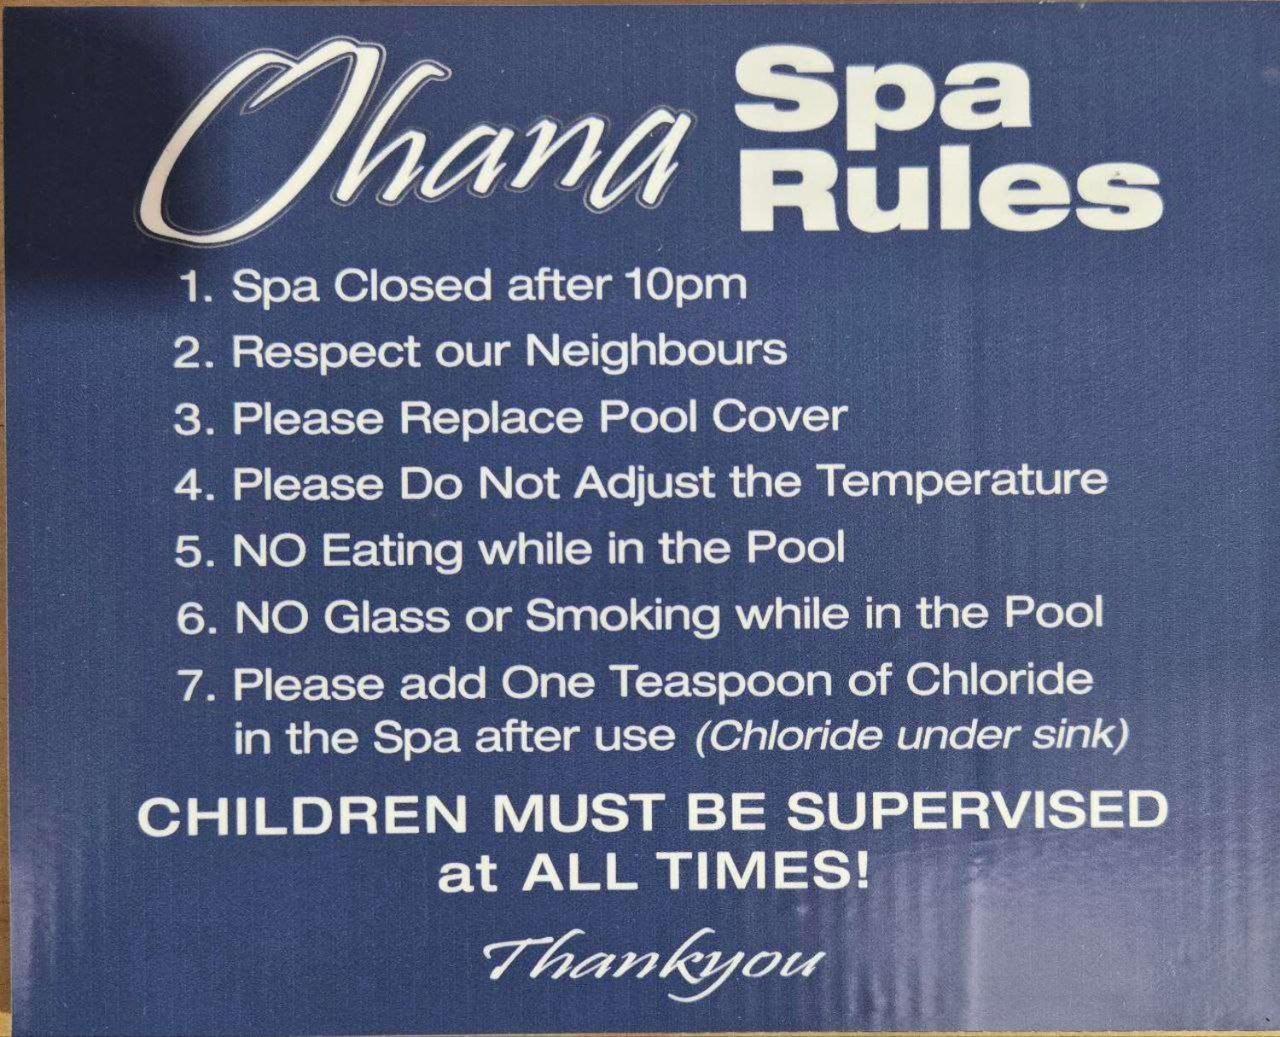 Ohana Spa Rules
1. Spa Closed after 10pm
2. Respect our Neighbours
3. Please Replace Pool Cover
4. Please Do Not Adjust the Temperature
5. NO Eating while in the Pool
6. NO Glass or Smoking while in the Pool
7. Please add One Teaspoon of Chloride
in the Spa after use (Chloride under sink)
CHILDREN MUST BE SUPERVISED
at ALL TIMES!
Thankyou